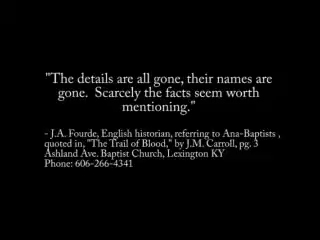 "The details are all gone, their names are
gone.  Scarcely the facts seem worth
mentioning."
- J.A. Fourde, English historian, referring to Ana-Baptists ,
quoted in, "The Trail of Blood," by J.M. Carroll, pg. 3
Ashland Ave. Baptist Church, Lexington KY
Phone: 606-266-4341